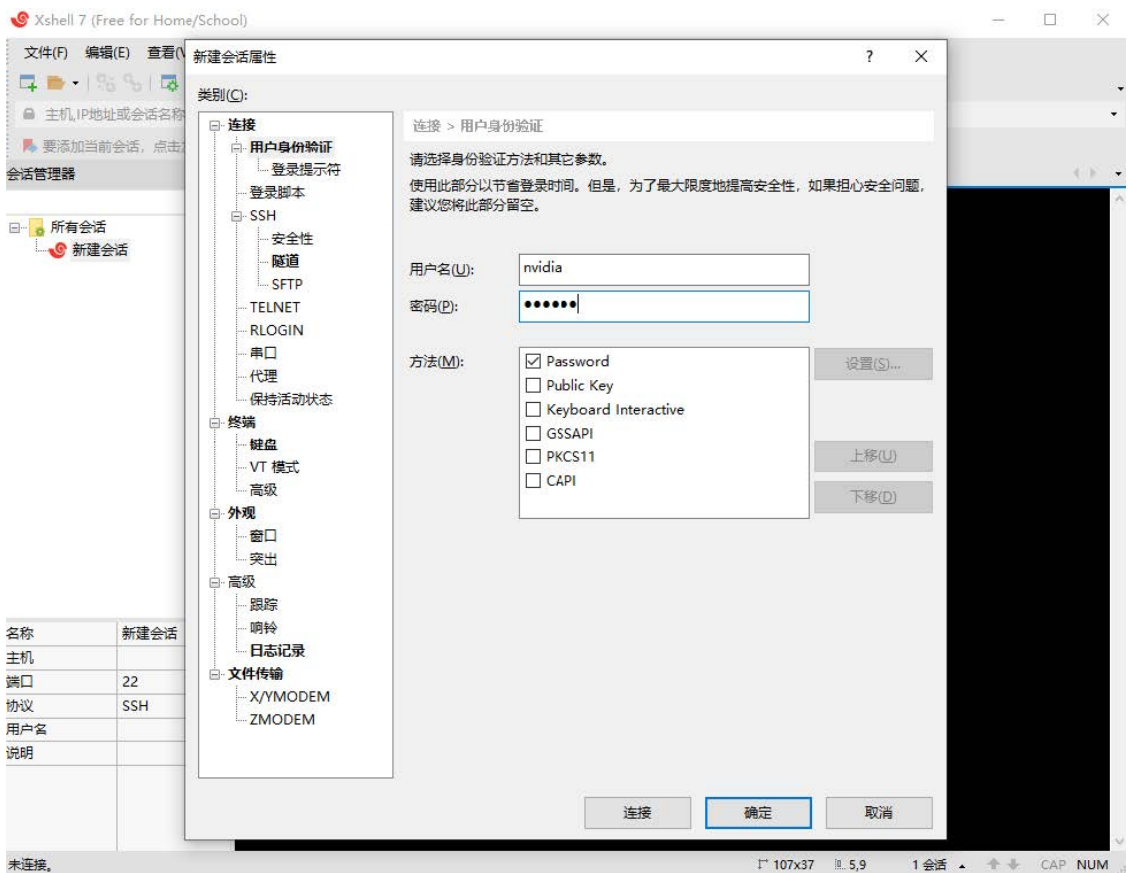 Xshell 7 (Free for Home/School)
文件(F) 编辑(E) 查看(V
主机,IP地址或会话名称
要添加当前会话，点击
会话管理器
所有会话
新建会话
名称 新建会话
主机
端口 22
协议 SSH
用户名
说明
未连接。
新建会话属性
?
类别(C):
连接
用户身份验证
登录提示符
登录脚本
SSH
安全性
隧道
SFTP
TELNET
RLOGIN
串口
代理
保持活动状态
终端
键盘
VT 模式
高级
外观
窗口
突出
高级
跟踪
响铃
日志记录
文件传输
X/YMODEM
ZMODEM
连接 > 用户身份验证
请选择身份验证方法和其它参数。
使用此部分以节省登录时间。但是，为了最大限度地提高安全性，如果担心安全问题，
建议您将此部分留空。
用户名(U): nvidia
密码(P): ●●●●●●
方法(M):
Password
Public Key
Keyboard Interactive
GSSAPI
PKCS11
CAPI
设置(S)...
上移(U)
下移(D)
连接 确定 取消
107x37 5,9 1 会话 CAP NUM